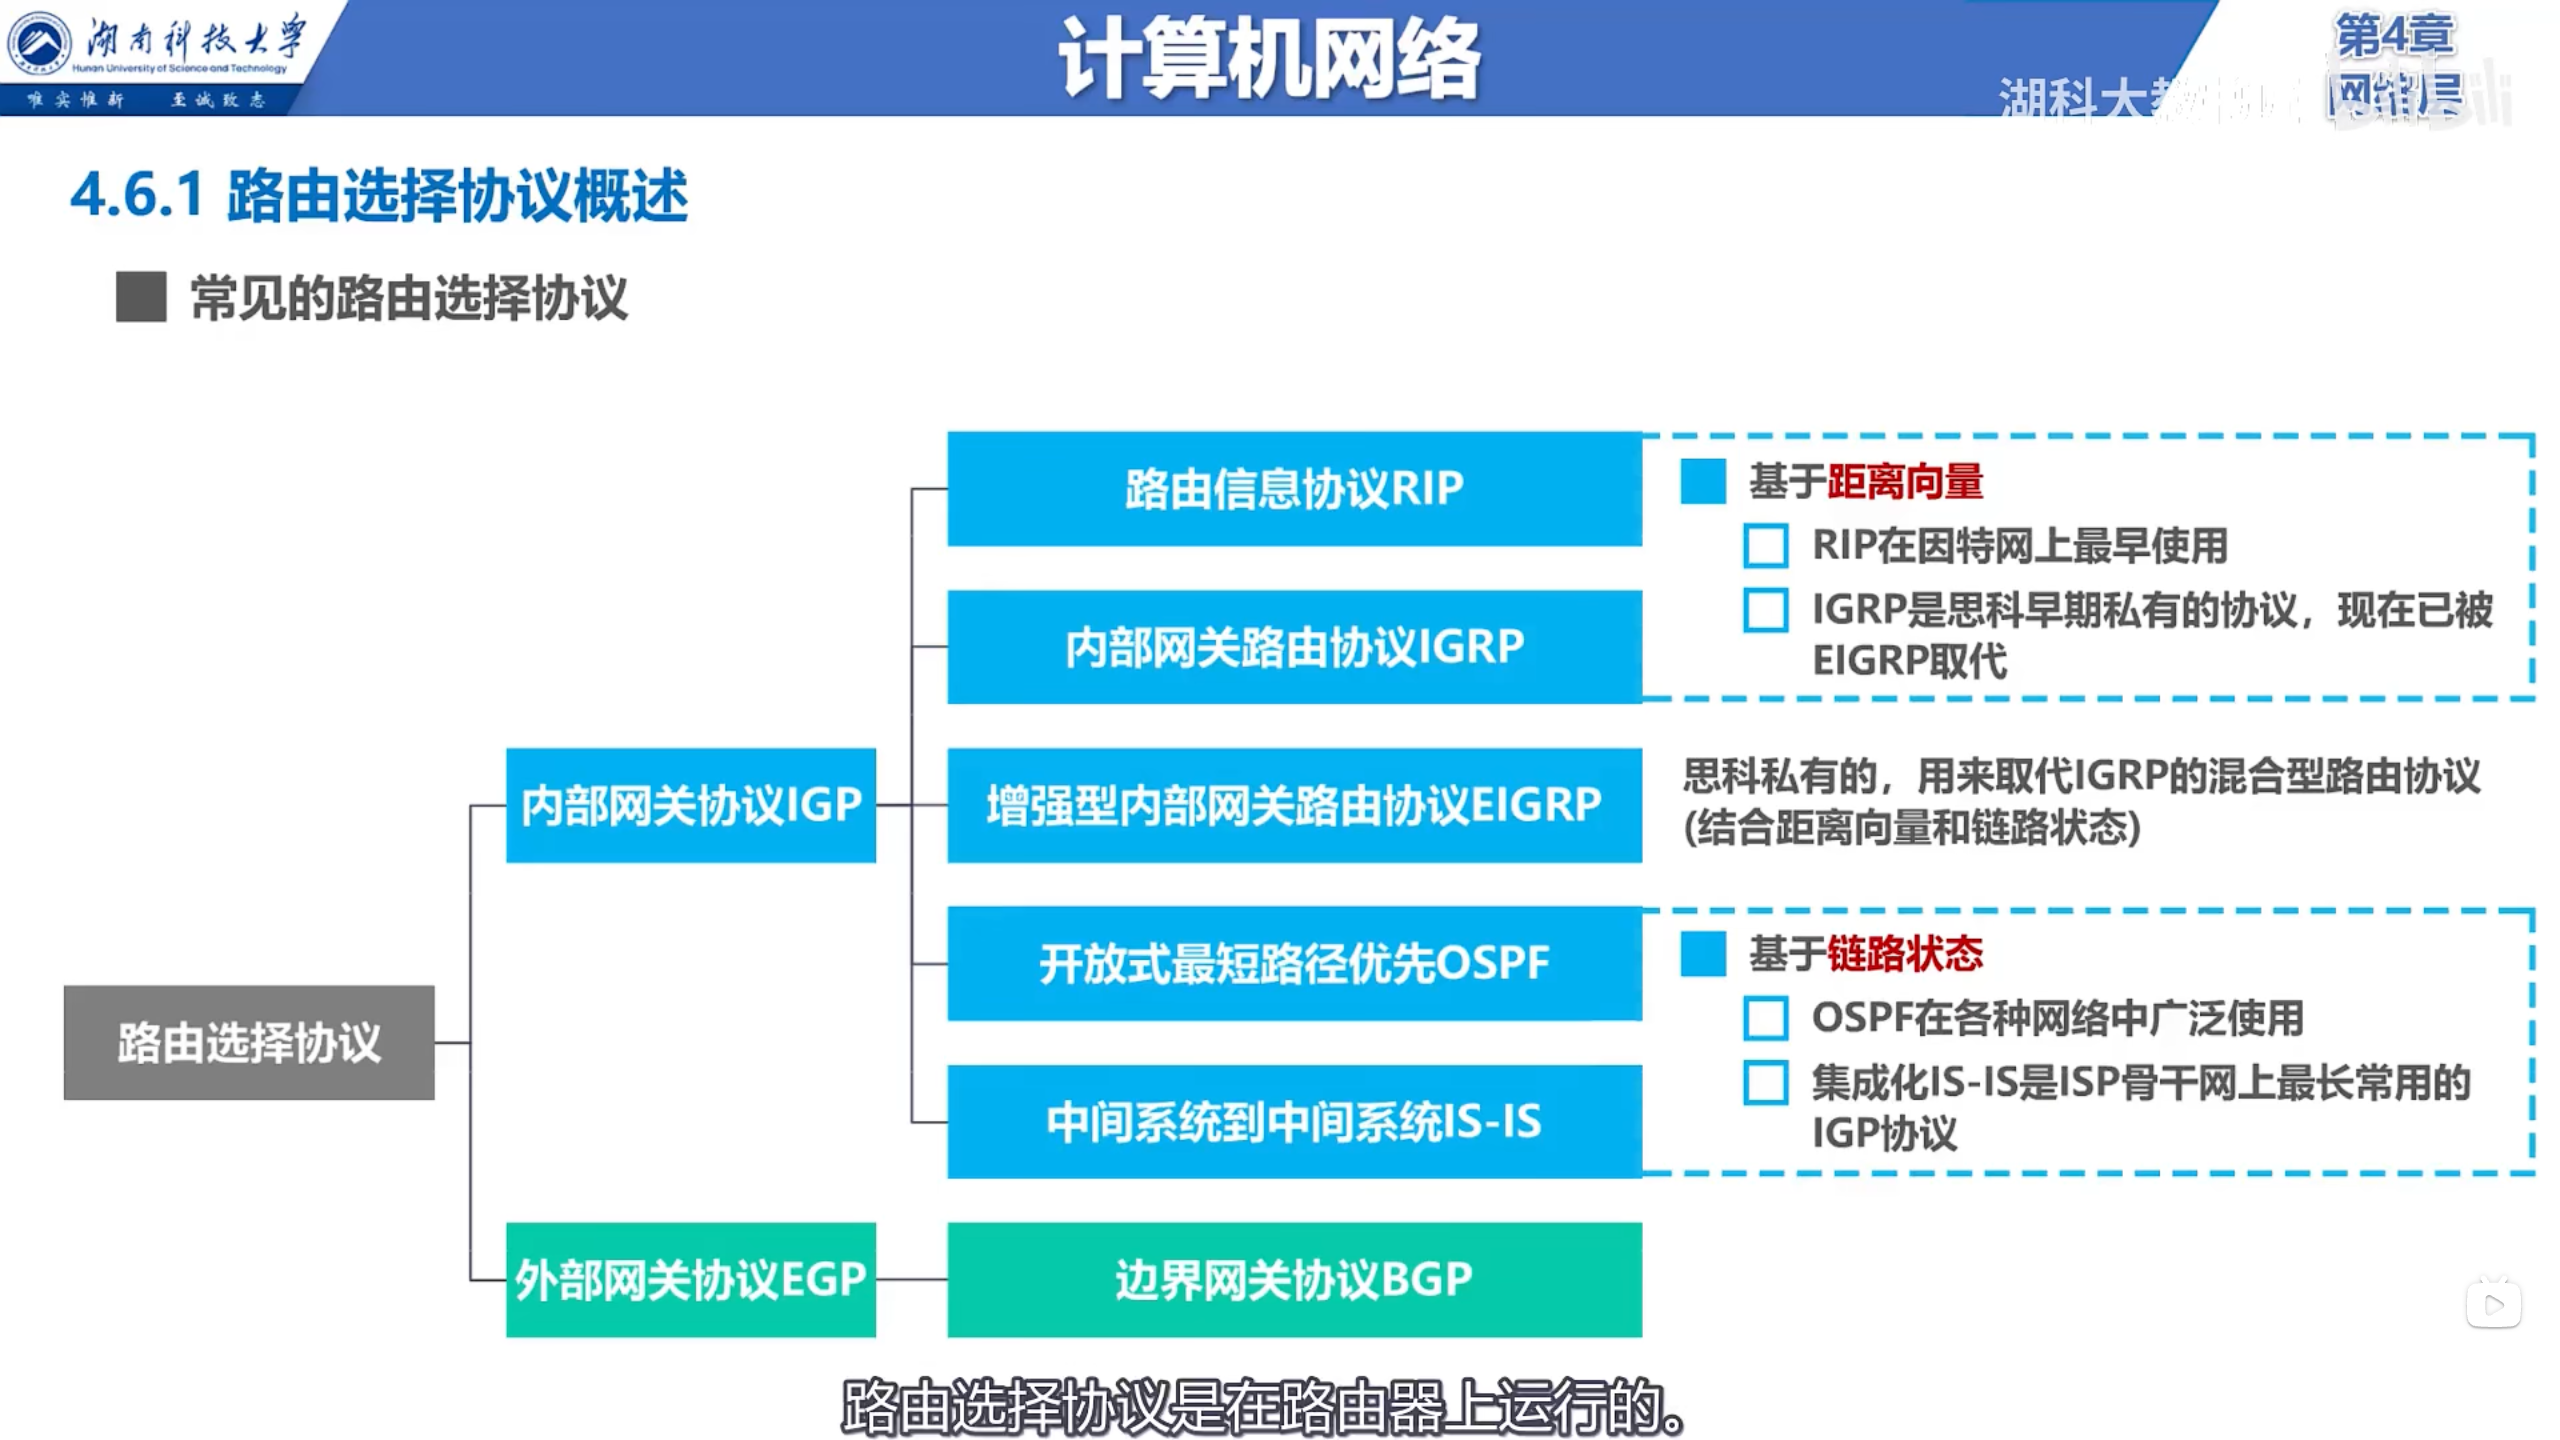 湖南科技大学
Hunan University of Science and Technology
唯实惟新 至诚致志
计算机网络
第4章
网络层
湖科大教
4.6.1 路由选择协议概述
常见的路由选择协议
路由信息协议RIP
基于距离向量
RIP在因特网上最早使用
IGRP是思科早期私有的协议，现在已被
EIGRP取代
内部网关路由协议IGRP
内部网关协议IGP
增强型内部网关路由协议EIGRP
思科私有的，用来取代IGRP的混合型路由协议
(结合距离向量和链路状态)
开放式最短路径优先OSPF
基于链路状态
OSPF在各种网络中广泛使用
集成化IS-IS是ISP骨干网上最长常用的
IGP协议
路由选择协议
中间系统到中间系统IS-IS
外部网关协议EGP
边界网关协议BGP
路由选择协议是在路由器上运行的。